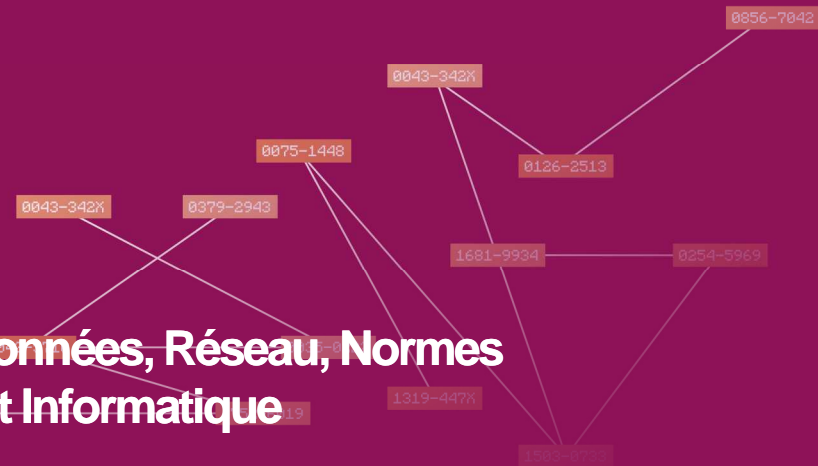 0856-7042
0043-342X
0075-1448
0126-2513
0043-342X
0379-2943
1681-9934
0254-5969
onnées, Réseau, Normes
t Informatique
1319-447X